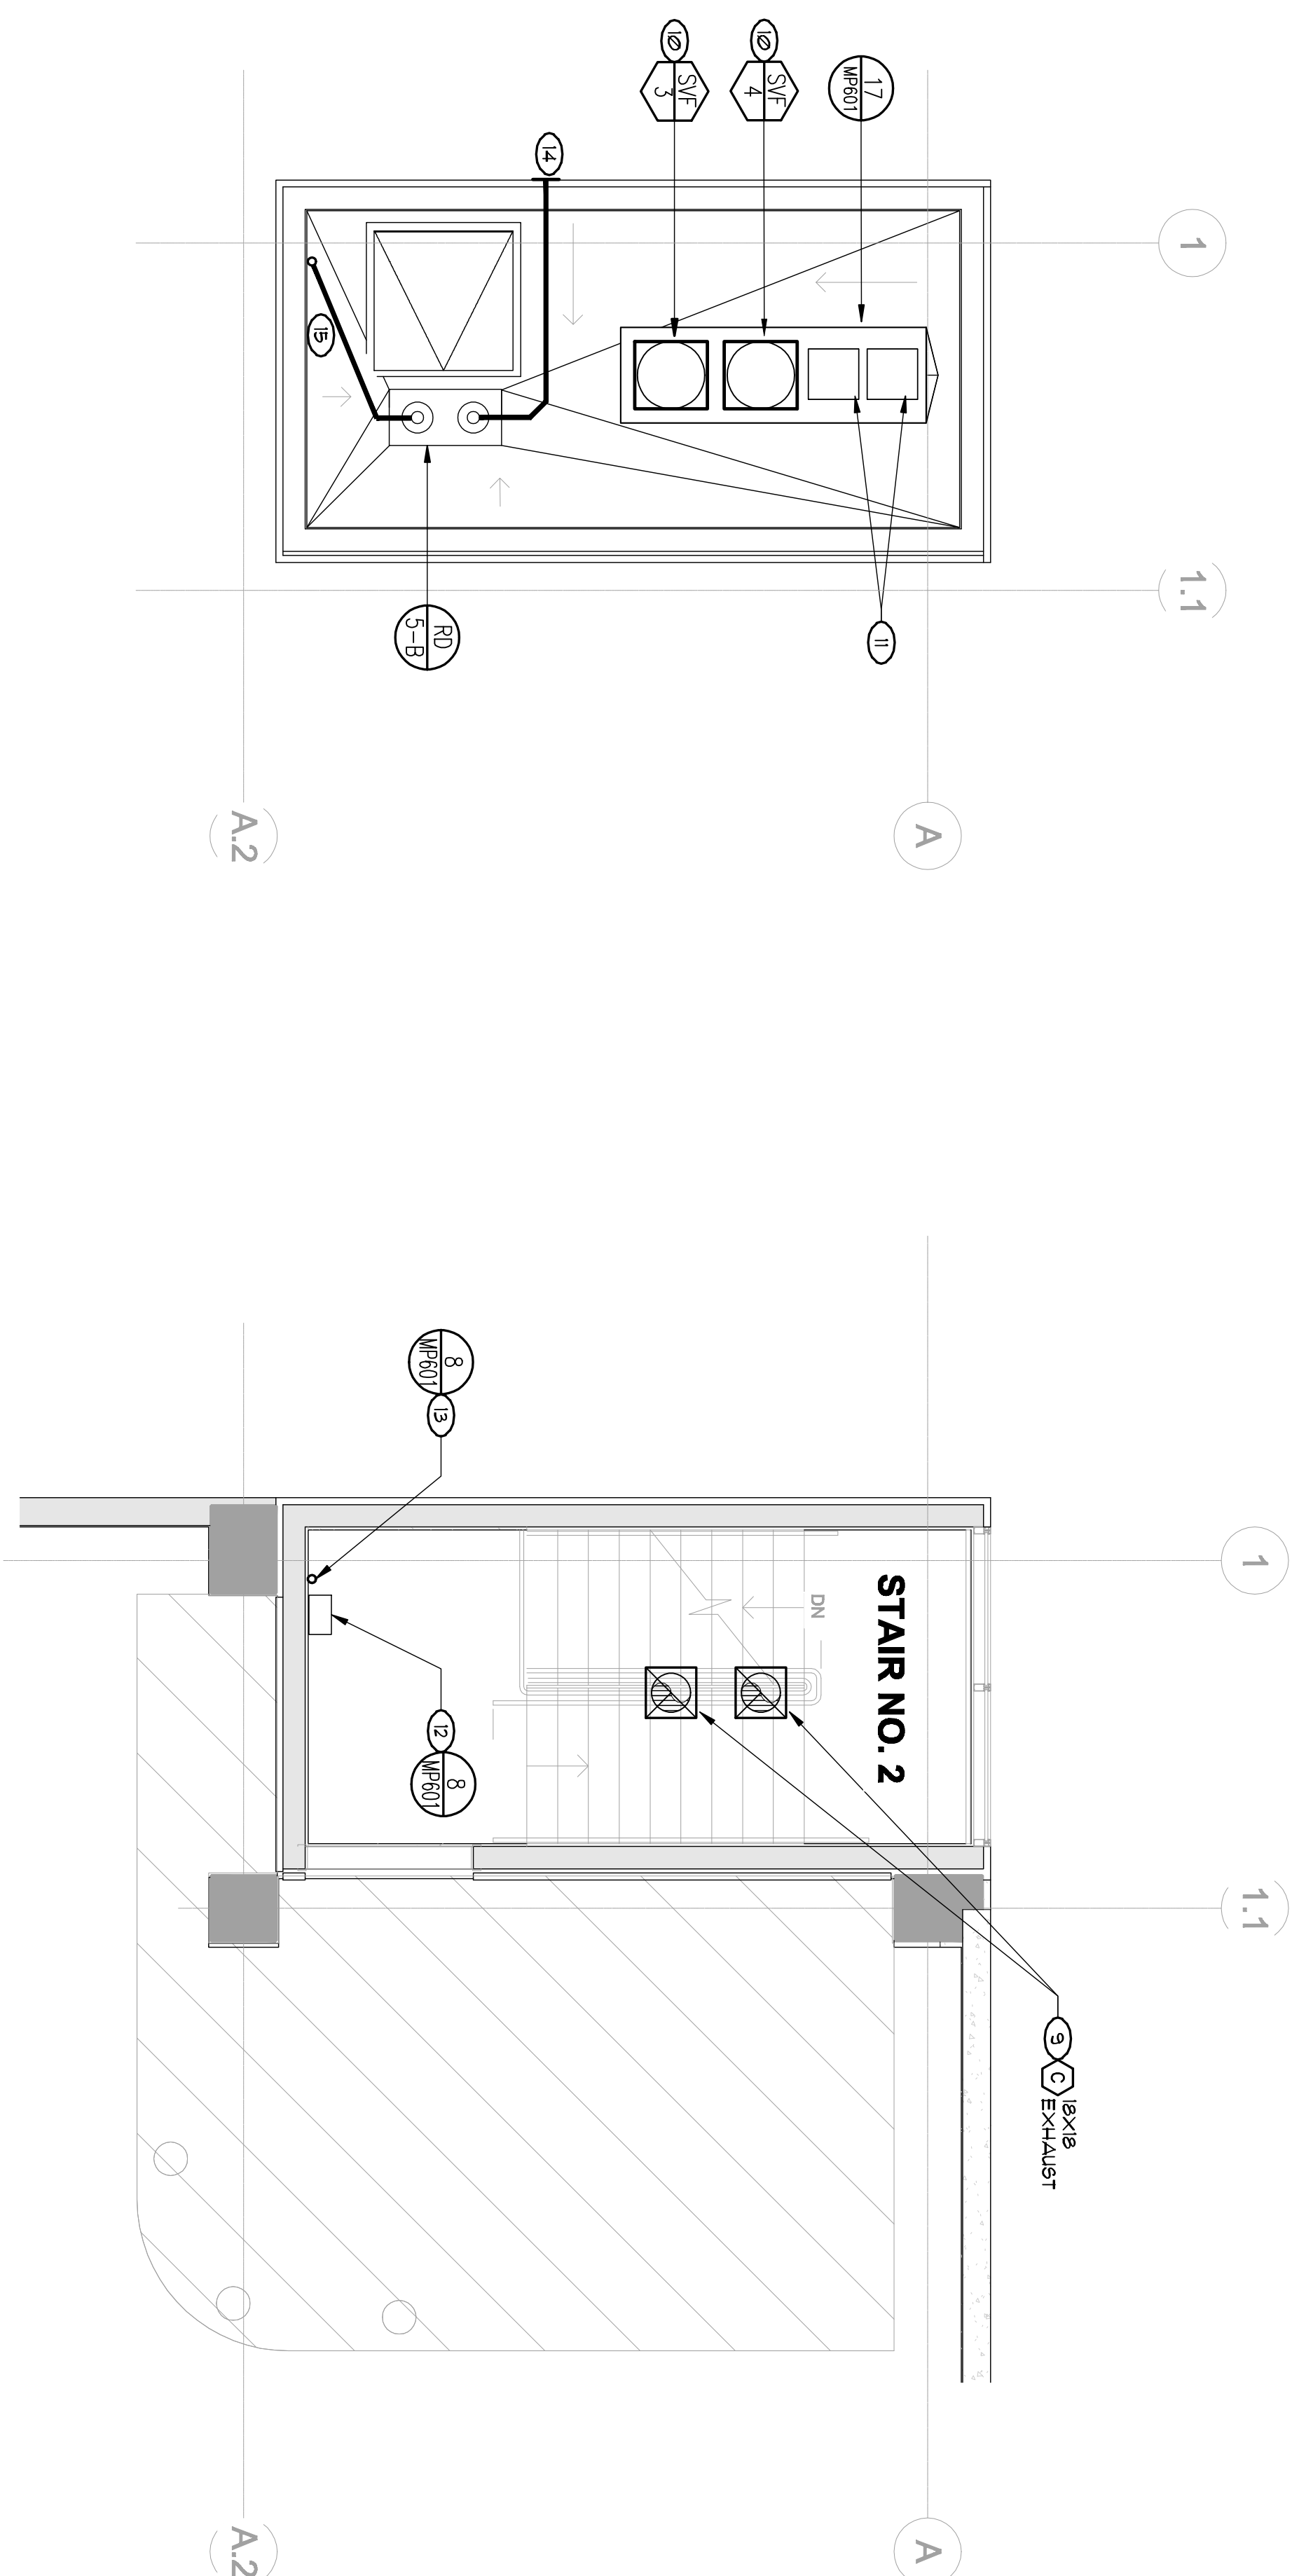 10
SVF
3
10
SVF
4
17
MP601
14
15
11
RD
5-B
1
1.1
A.2
A
8
MP601
13
12
8
MP601
DN
STAIR NO. 2
9
C
18X18
EXHAUST
1
1.1
A.2
A